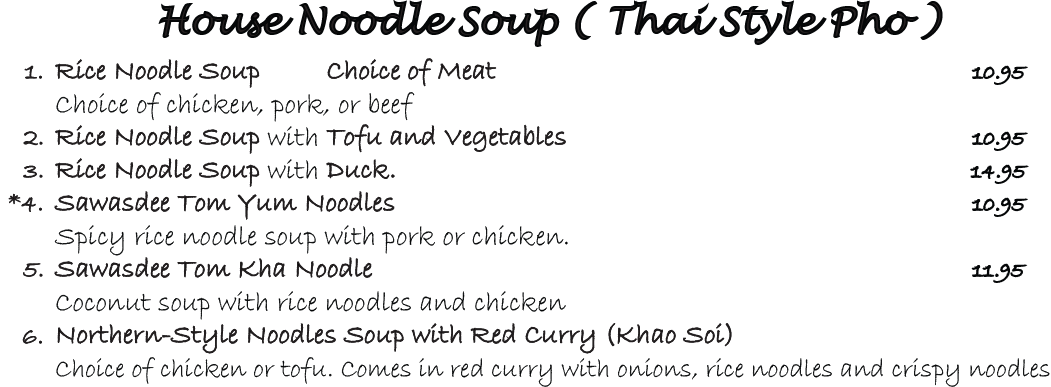 House Noodle Soup ( Thai Style Pho )
1. Rice Noodle Soup Choice of Meat 10.95
Choice of chicken, pork, or beef
2. Rice Noodle Soup with Tofu and Vegetables 10.95
3. Rice Noodle Soup with Duck. 14.95
*4. Sawasdee Tom Yum Noodles 10.95
Spicy rice noodle soup with pork or chicken.
5. Sawasdee Tom Kha Noodle 11.95
Coconut soup with rice noodles and chicken
6. Northern-Style Noodles Soup with Red Curry (Khao Soi)
Choice of chicken or tofu. Comes in red curry with onions, rice noodles and crispy noodles